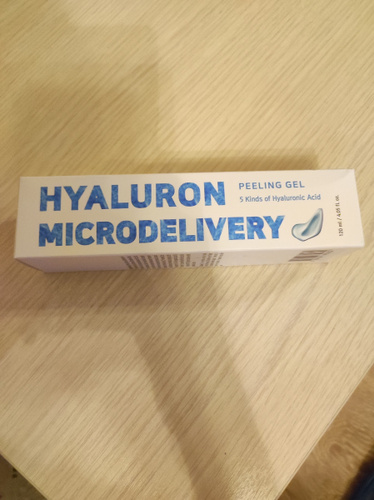 HYALURON
MICRODELIVERY
PEELING GEL
5 Kinds of Hyaluronic Acid
120 ml / 4.05 fl. oz.